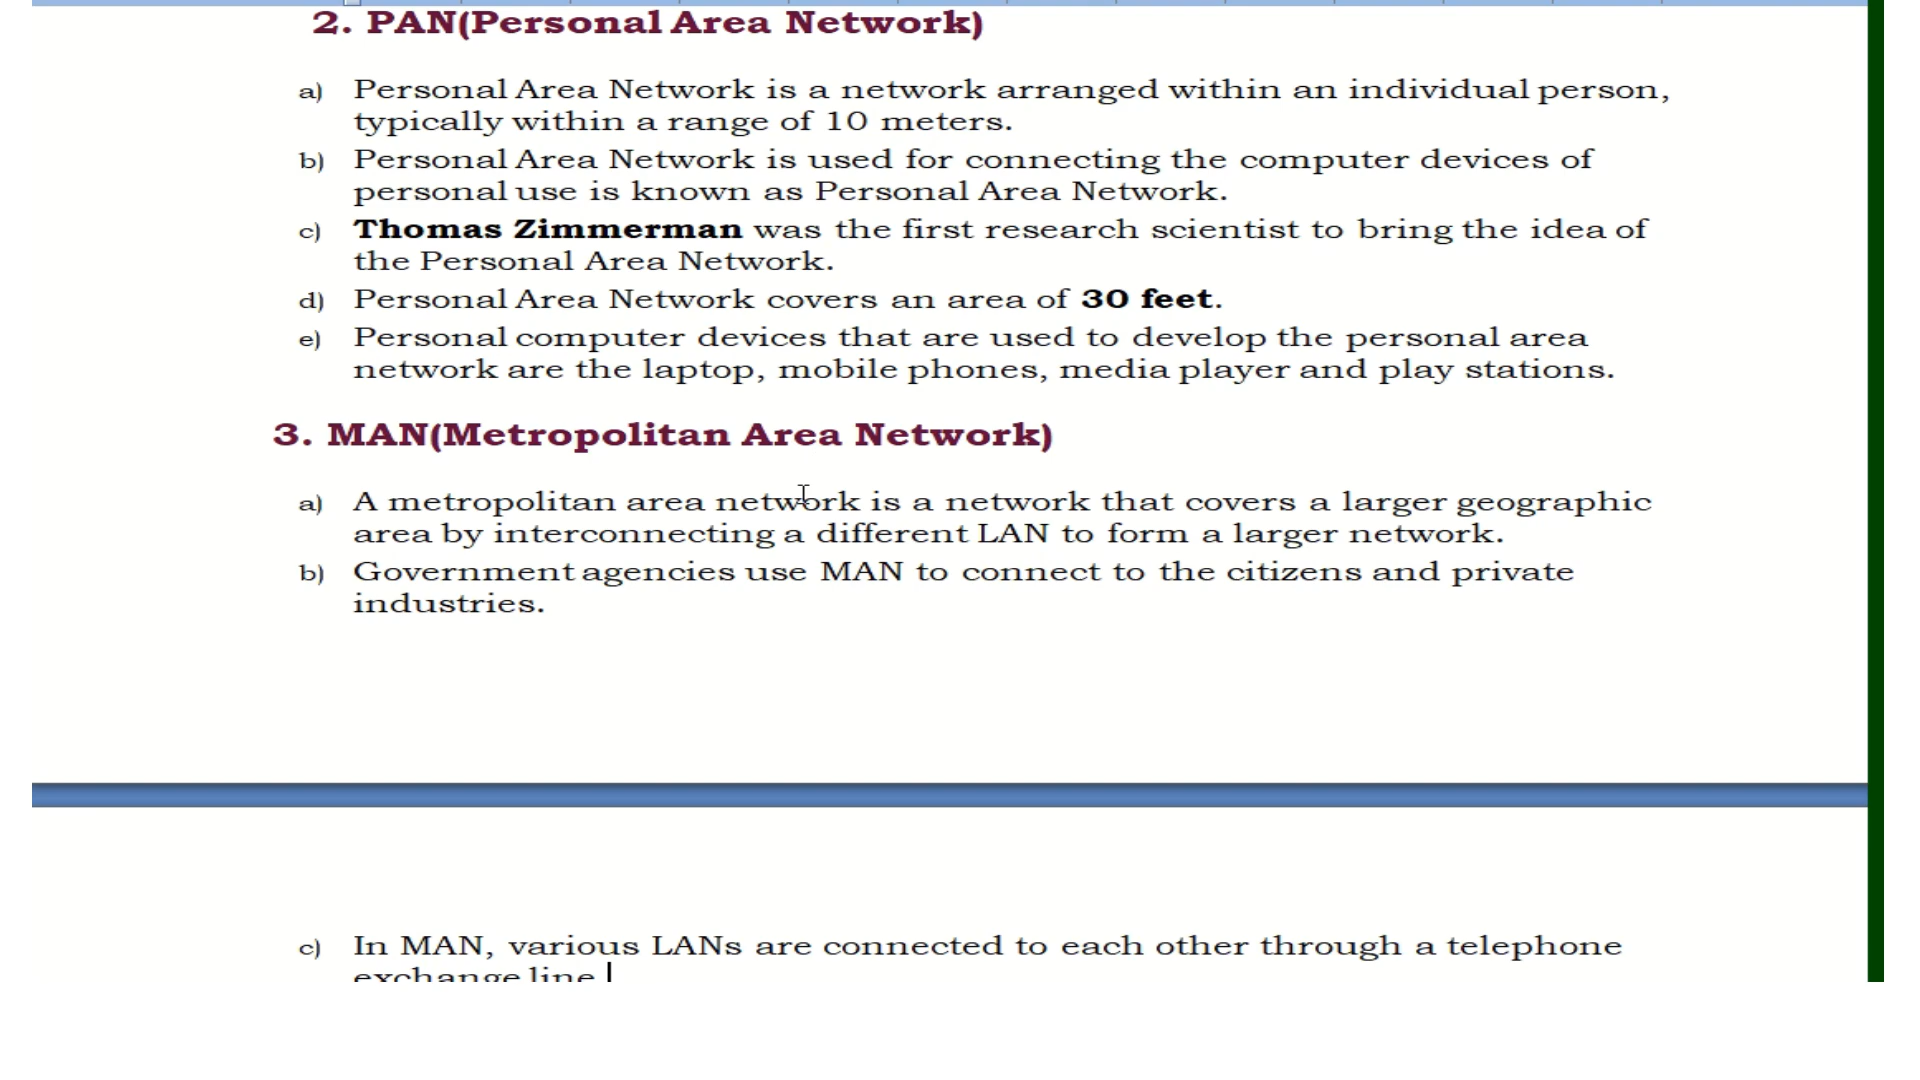 2. PAN(Personal Area Network)
a) Personal Area Network is a network arranged within an individual person,
typically within a range of 10 meters.
b) Personal Area Network is used for connecting the computer devices of
personal use is known as Personal Area Network.
c) Thomas Zimmerman was the first research scientist to bring the idea of
the Personal Area Network.
d) Personal Area Network covers an area of 30 feet.
e) Personal computer devices that are used to develop the personal area
network are the laptop, mobile phones, media player and play stations.
3. MAN(Metropolitan Area Network)
a) A metropolitan area network is a network that covers a larger geographic
area by interconnecting a different LAN to form a larger network.
b) Government agencies use MAN to connect to the citizens and private
industries.
c) In MAN, various LANs are connected to each other through a telephone
exchange line